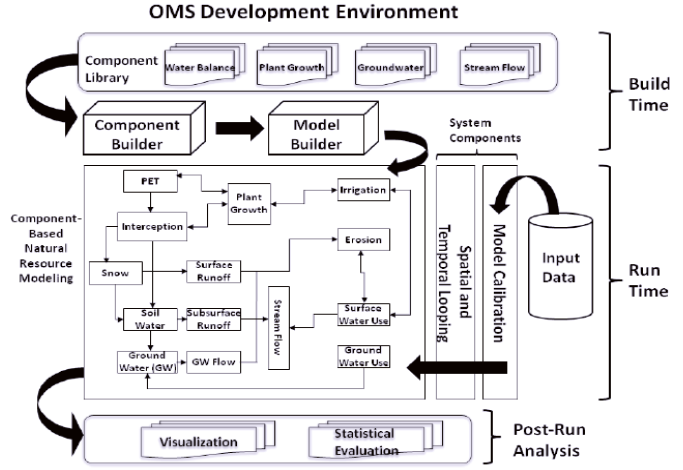 OMS Development Environment
Component
Library
Water Balance
Plant Growth
Groundwater
Stream Flow
Build
Time
Component
Builder
Model
Builder
System
Components
Component-
Based
Natural
Resource
Modeling
PET
Plant
Growth
Irrigation
Interception
Erosion
Snow
Surface
Runoff
Soil
Water
Subsurface
Runoff
Stream Flow
Surface
Water Use
Ground
Water (GW)
GW Flow
Ground
Water Use
Spatial and
Temporal Looping
Model Calibration
Input
Data
Run
Time
Visualization
Statistical
Evaluation
Post-Run
Analysis